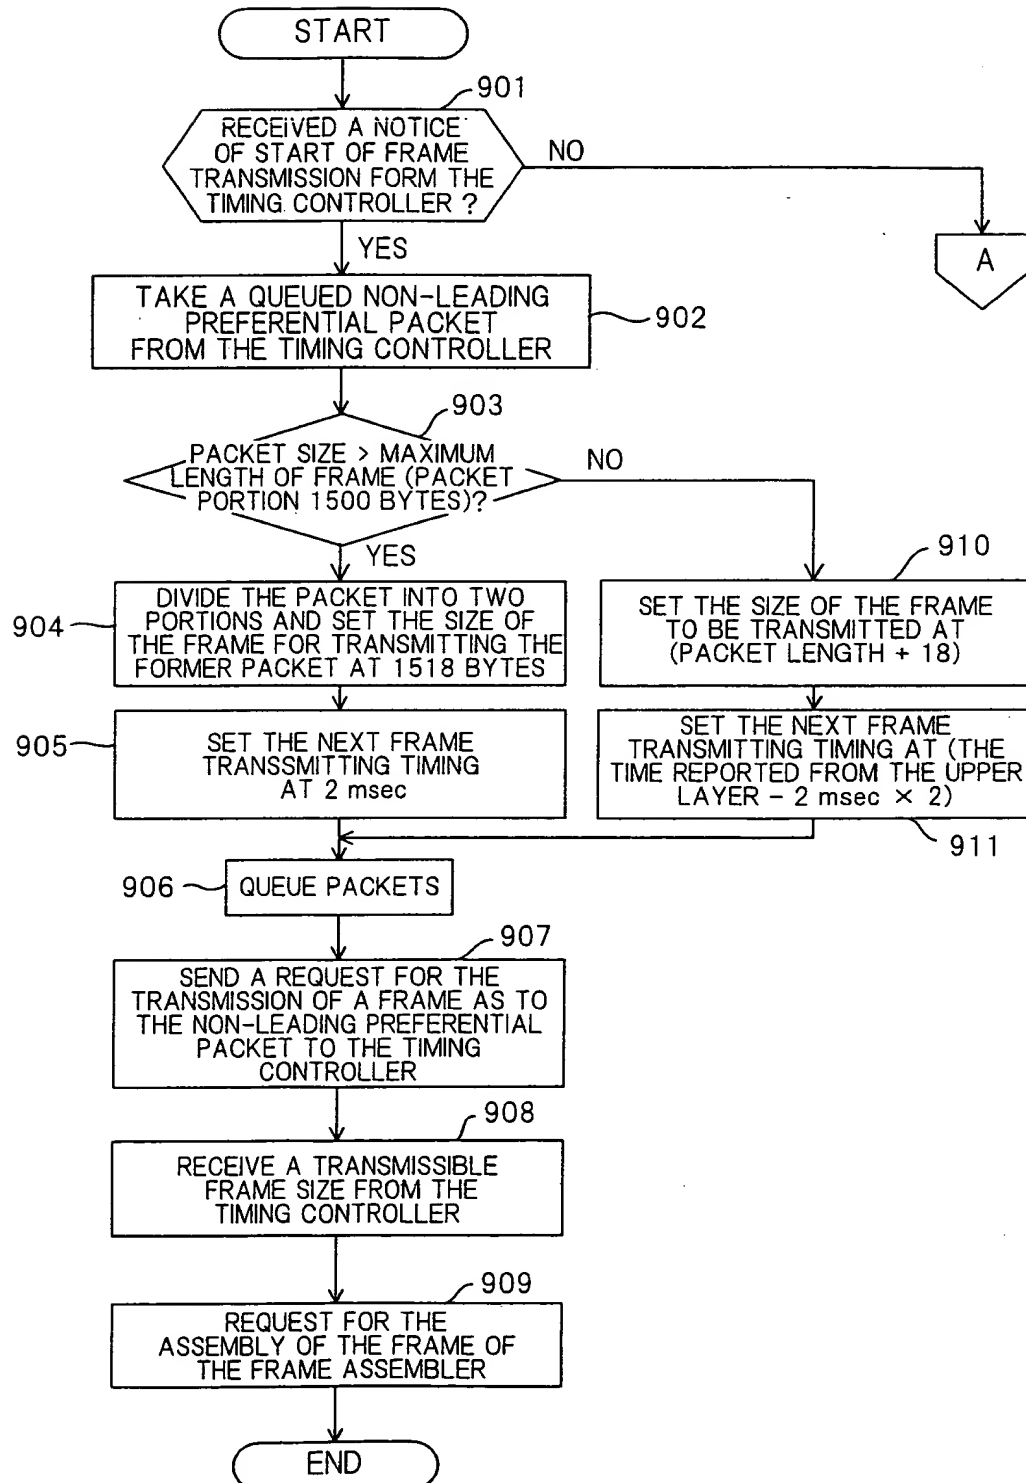 START
901
RECEIVED A NOTICE
OF START OF FRAME
TRANSMISSION FORM THE
TIMING CONTROLLER ?
NO
A
YES
TAKE A QUEUED NON-LEADING
PREFERENTIAL PACKET
FROM THE TIMING CONTROLLER
902
903
PACKET SIZE > MAXIMUM
LENGTH OF FRAME (PACKET
PORTION 1500 BYTES)?
NO
YES
910
904
DIVIDE THE PACKET INTO TWO
PORTIONS AND SET THE SIZE OF
THE FRAME FOR TRANSMITTING THE
FORMER PACKET AT 1518 BYTES
SET THE SIZE OF THE FRAME
TO BE TRANSMITTED AT
(PACKET LENGTH + 18)
905
SET THE NEXT FRAME
TRANSSMITTING TIMING
AT 2 msec
SET THE NEXT FRAME
TRANSMITTING TIMING AT (THE
TIME REPORTED FROM THE UPPER
LAYER – 2 msec × 2)
911
906
QUEUE PACKETS
907
SEND A REQUEST FOR THE
TRANSMISSION OF A FRAME AS TO
THE NON-LEADING PREFERENTIAL
PACKET TO THE TIMING
CONTROLLER
908
RECEIVE A TRANSMISSIBLE
FRAME SIZE FROM THE
TIMING CONTROLLER
909
REQUEST FOR THE
ASSEMBLY OF THE FRAME OF
THE FRAME ASSEMBLER
END